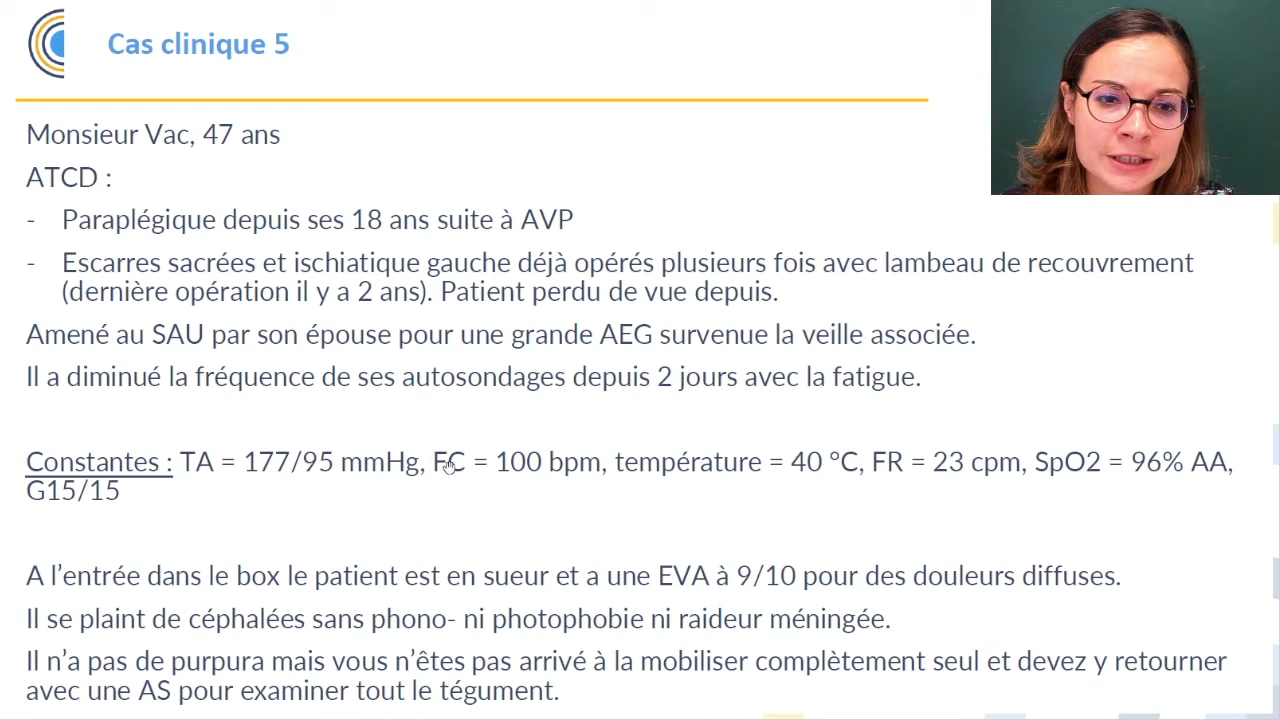 Cas clinique 5
Monsieur Vac, 47 ans
ATCD :
- Paraplégique depuis ses 18 ans suite à AVP
- Escarres sacrées et ischiatique gauche déjà opérés plusieurs fois avec lambeau de recouvrement
(dernière opération il y a 2 ans). Patient perdu de vue depuis.
Amené au SAU par son épouse pour une grande AEG survenue la veille associée.
Il a diminué la fréquence de ses autosondages depuis 2 jours avec la fatigue.
Constantes : TA = 177/95 mmHg, FC = 100 bpm, température = 40 °C, FR = 23 cpm, SpO2 = 96% AA,
G15/15
A l’entrée dans le box le patient est en sueur et a une EVA à 9/10 pour des douleurs diffuses.
Il se plaint de céphalées sans phono- ni photophobie ni raideur méningée.
Il n’a pas de purpura mais vous n’êtes pas arrivé à la mobiliser complètement seul et devez y retourner
avec une AS pour examiner tout le tégument.